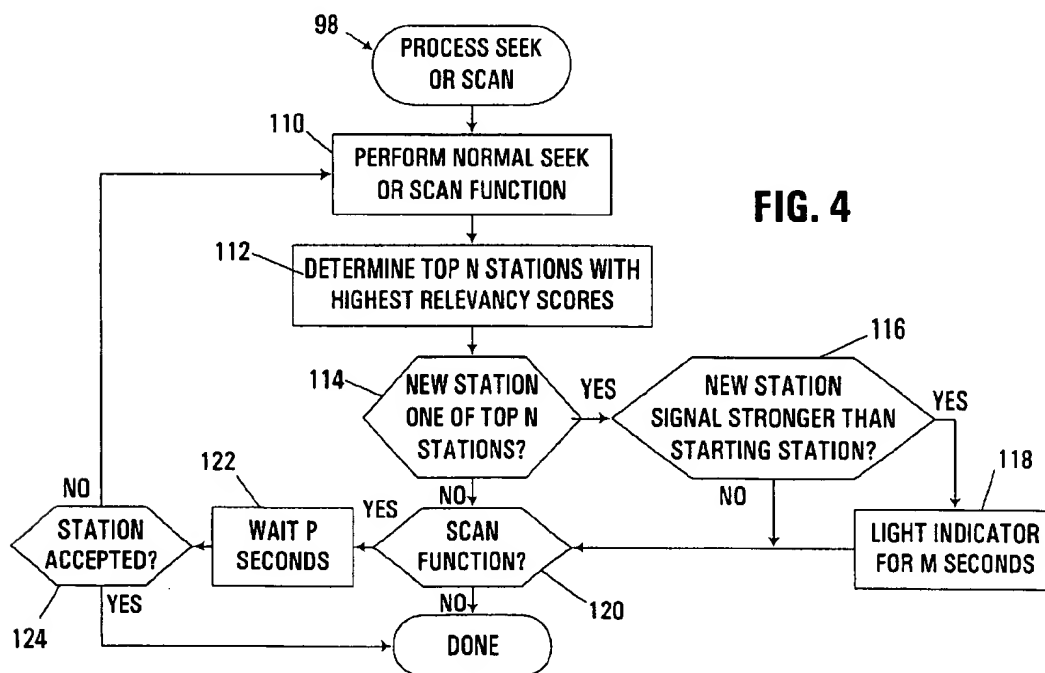 98
PROCESS SEEK
OR SCAN
110
PERFORM NORMAL SEEK
OR SCAN FUNCTION
FIG. 4
112
DETERMINE TOP N STATIONS WITH
HIGHEST RELEVANCY SCORES
114
NEW STATION
ONE OF TOP N
STATIONS?
YES
NO
116
NEW STATION
SIGNAL STRONGER THAN
STARTING STATION?
YES
NO
118
LIGHT INDICATOR
FOR M SECONDS
SCAN
FUNCTION?
120
YES
NO
122
WAIT P
SECONDS
STATION
ACCEPTED?
124
NO
YES
DONE